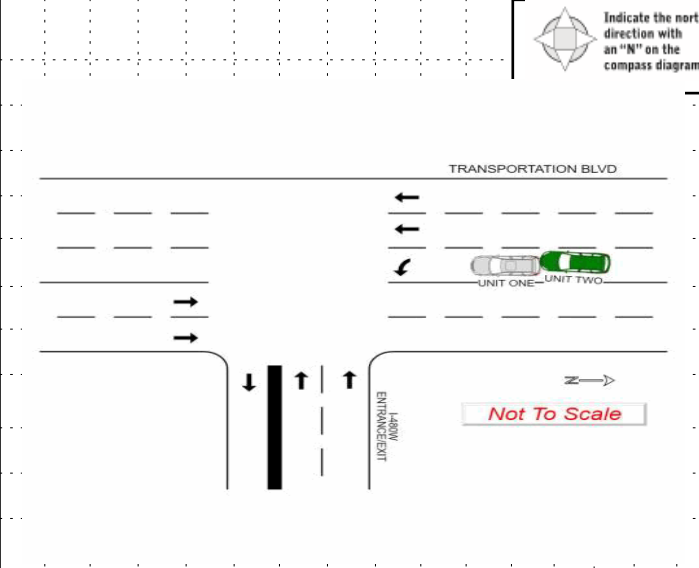 Indicate the nort
direction with
an "N" on the
compass diagram
TRANSPORTATION BLVD
UNIT ONE
UNIT TWO
N
Not To Scale
I-480W
ENTRANCE/EXIT